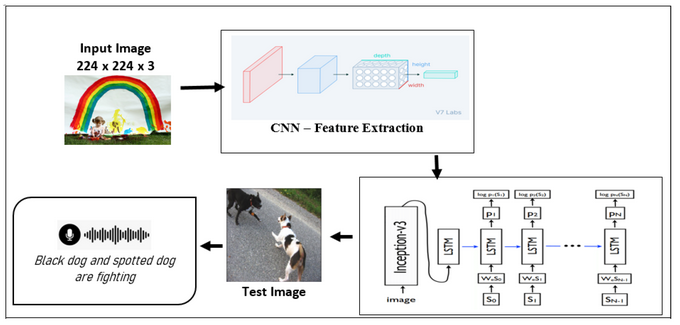 Input Image
224 x 224 x 3
depth
height
width
V7 Labs
CNN – Feature Extraction
log p₁(S₁)
log p₂(S₂)
log pN(SN)
p₁
p₂
pN
Inception-v3
LSTM
LSTM
LSTM
LSTM
WₑS₀
WₑS₁
WₑSN-1
image
S₀
S₁
SN-1
Test Image
Black dog and spotted dog
are fighting